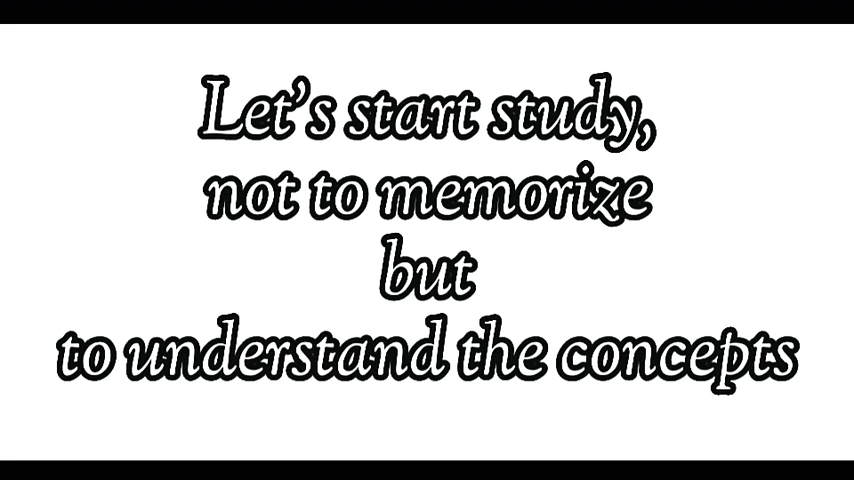 Let’s start study,
not to memorize
but
to understand the concepts